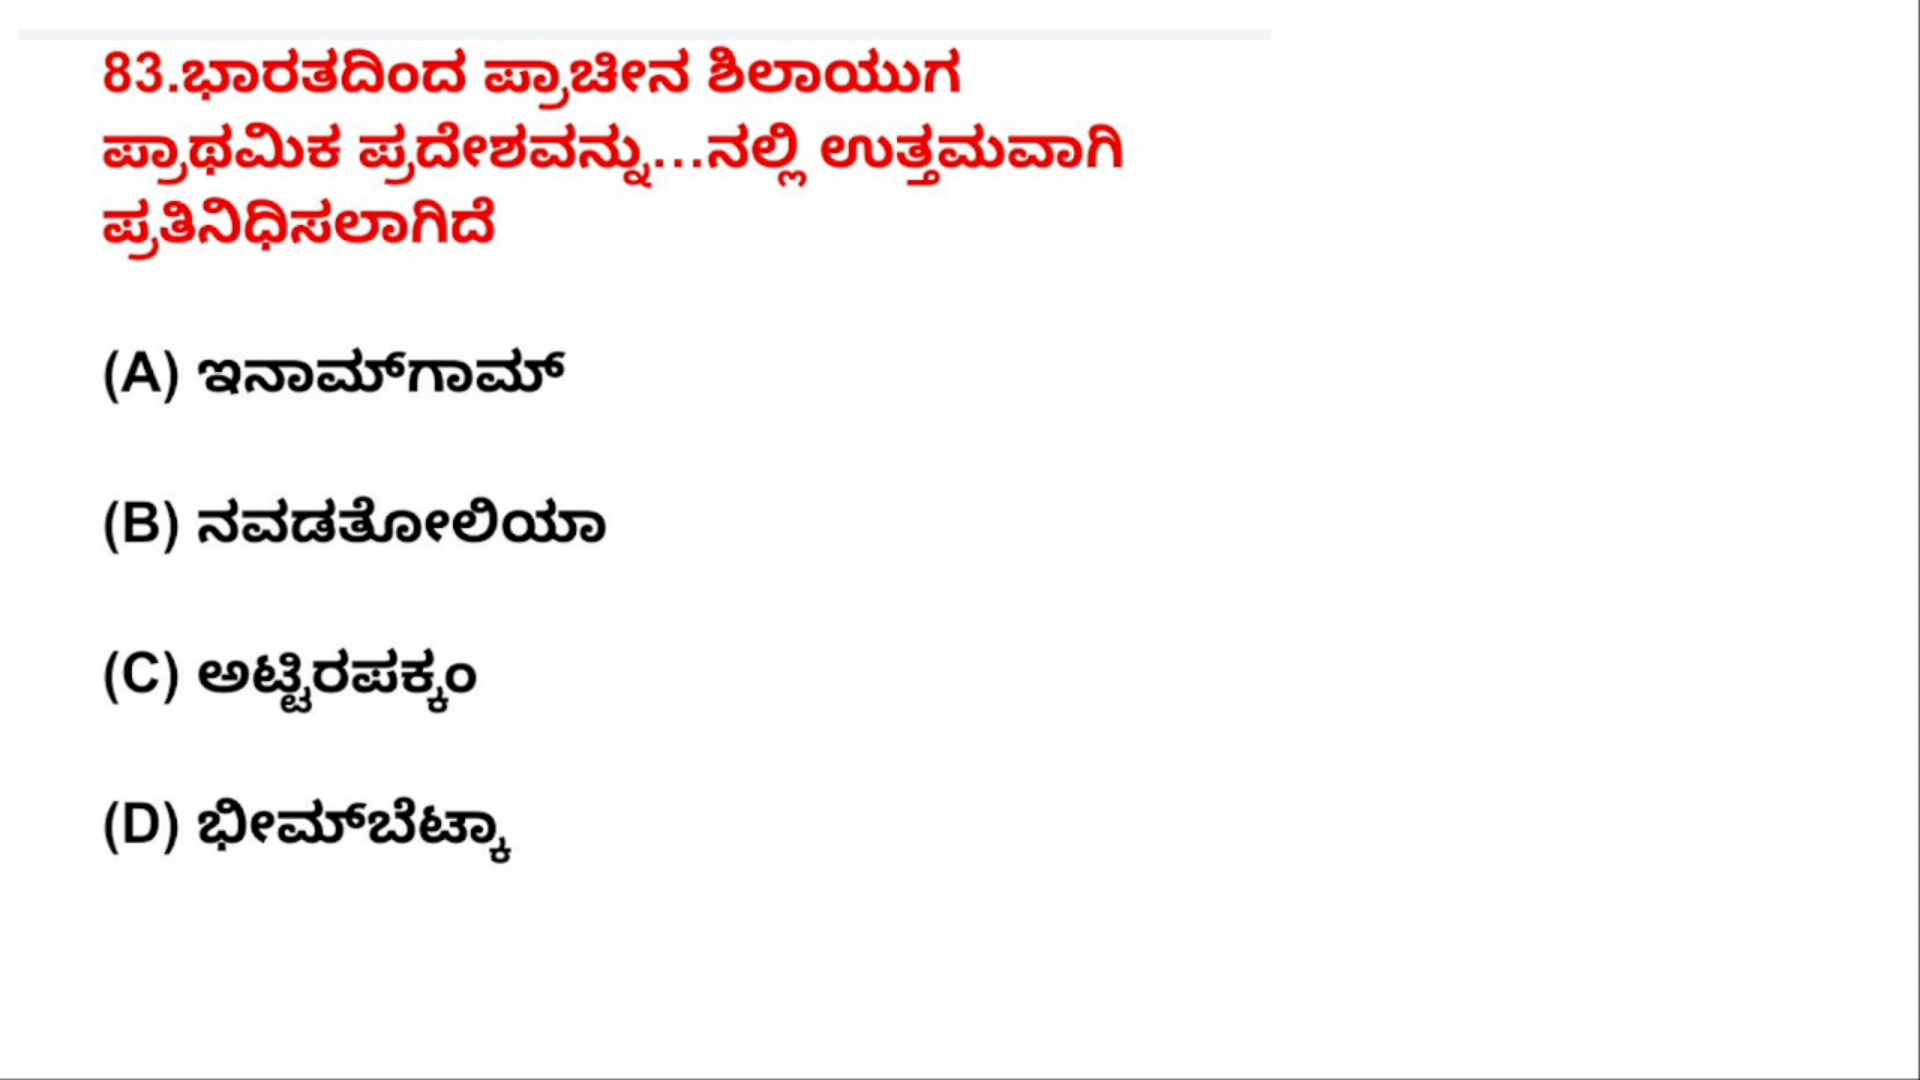 83.ಭಾರತದಿಂದ ಪ್ರಾಚೀನ ಶಿಲಾಯುಗ
ಪ್ರಾಥಮಿಕ ಪ್ರದೇಶವನ್ನು...ನಲ್ಲಿ ಉತ್ತಮವಾಗಿ
ಪ್ರತಿನಿಧಿಸಲಾಗಿದೆ
(A) ಇನಾಮ್‌ಗಾಮ್
(B) ನವಡತೋಲಿಯಾ
(C) ಅಟ್ಟಿರಪಕ್ಕಂ
(D) ಭೀಮ್‌ಬೆಟ್ಕಾ